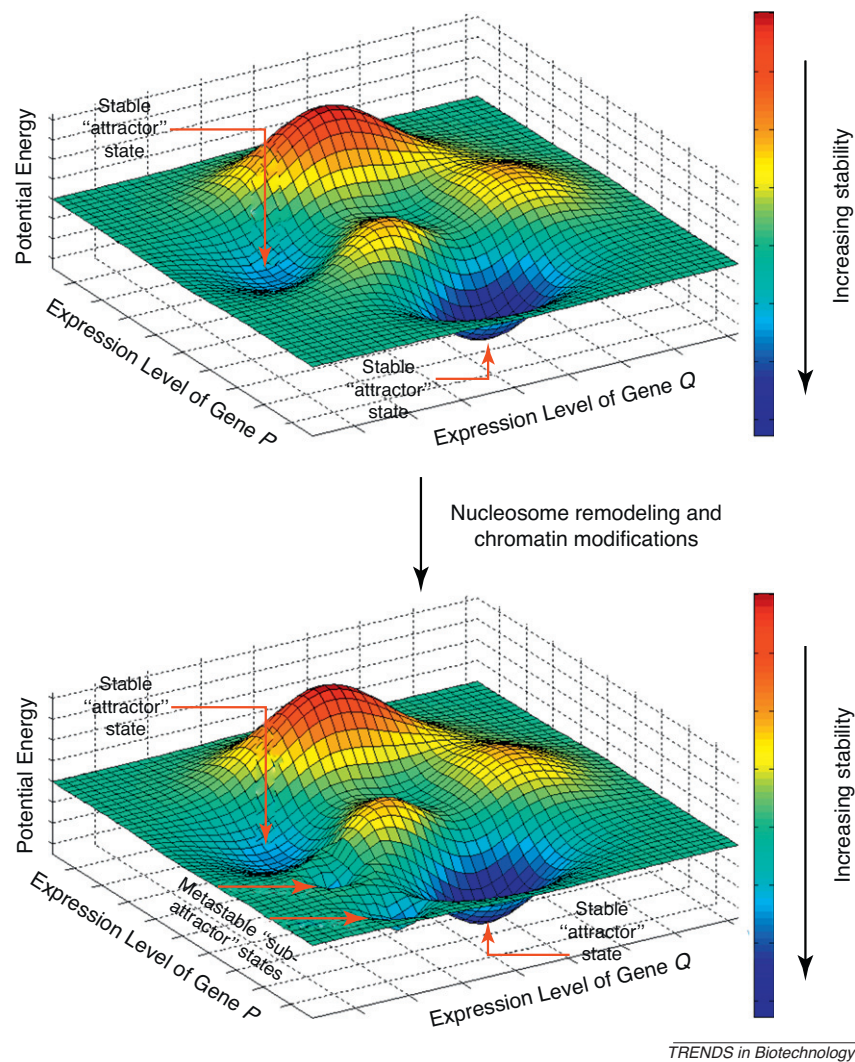 Stable
“attractor”
state
Potential Energy
Expression Level of Gene P
Stable
“attractor”
state
Expression Level of Gene Q
Increasing stability
Nucleosome remodeling and
chromatin modifications
Stable
“attractor”
state
Potential Energy
Expression Level of Gene P
Metastable “sub-
attractor” states
Stable
“attractor”
state
Expression Level of Gene Q
Increasing stability
TRENDS in Biotechnology